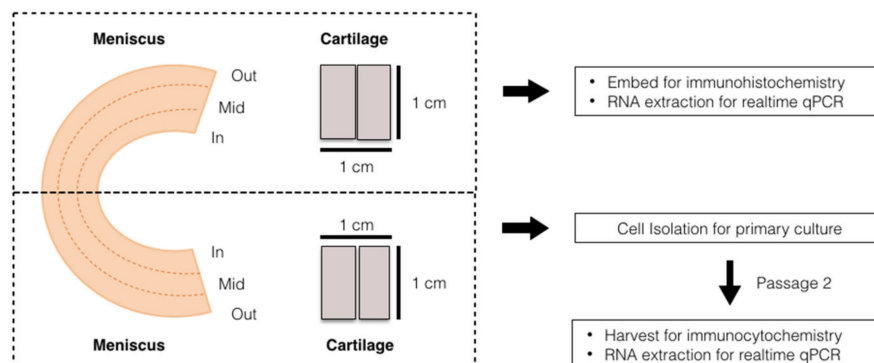 Meniscus
Cartilage
Out
Mid
In
1 cm
1 cm
• Embed for immunohistochemistry
• RNA extraction for realtime qPCR
1 cm
In
Mid
Out
1 cm
Meniscus
Cartilage
Cell Isolation for primary culture
Passage 2
• Harvest for immunocytochemistry
• RNA extraction for realtime qPCR